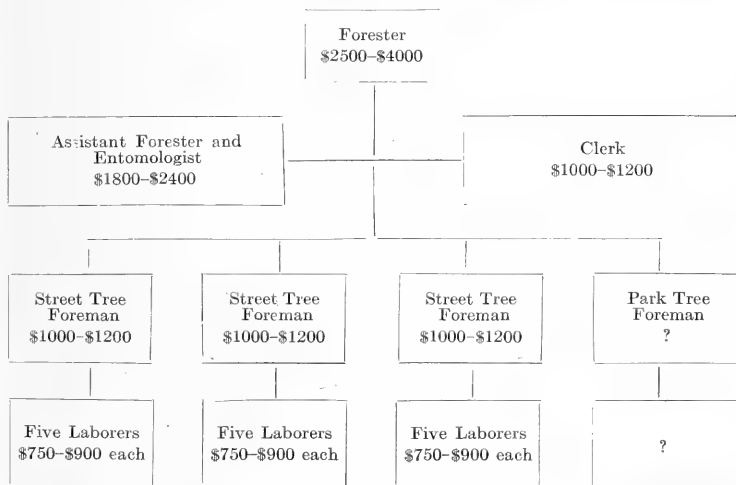 Forester
$2500–$4000
Assistant Forester and
Entomologist
$1800–$2400
Clerk
$1000–$1200
Street Tree
Foreman
$1000–$1200
Street Tree
Foreman
$1000–$1200
Street Tree
Foreman
$1000–$1200
Park Tree
Foreman
?
Five Laborers
$750–$900 each
Five Laborers
$750–$900 each
Five Laborers
$750–$900 each
?